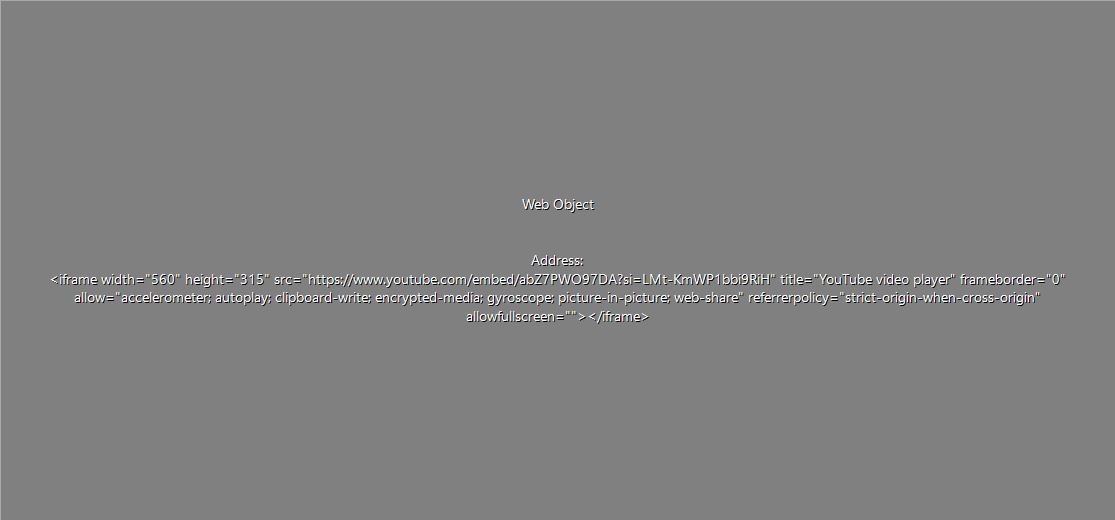 Web Object
Address:
<iframe width="560" height="315" src="https://www.youtube.com/embed/abZ7PWO97DA?si=LMt-KmWP1bbi9RiH" title="YouTube video player" frameborder="0"
allow="accelerometer; autoplay; clipboard-write; encrypted-media; gyroscope; picture-in-picture; web-share" referrerpolicy="strict-origin-when-cross-origin"
allowfullscreen=""></iframe>